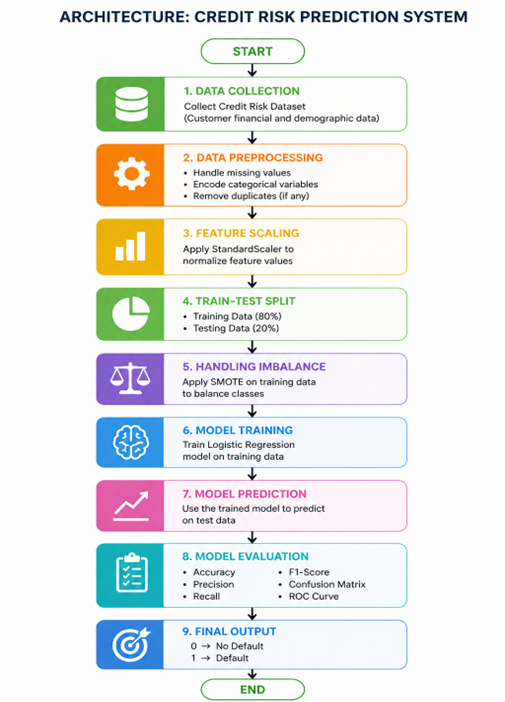 ARCHITECTURE: CREDIT RISK PREDICTION SYSTEM
START
1. DATA COLLECTION
Collect Credit Risk Dataset
(Customer financial and demographic data)
2. DATA PREPROCESSING
• Handle missing values
• Encode categorical variables
• Remove duplicates (if any)
3. FEATURE SCALING
Apply StandardScaler to
normalize feature values
4. TRAIN-TEST SPLIT
• Training Data (80%)
• Testing Data (20%)
5. HANDLING IMBALANCE
Apply SMOTE on training data
to balance classes
6. MODEL TRAINING
Train Logistic Regression
model on training data
7. MODEL PREDICTION
Use the trained model to predict
on test data
8. MODEL EVALUATION
• Accuracy • F1-Score
• Precision • Confusion Matrix
• Recall • ROC Curve
9. FINAL OUTPUT
0 → No Default
1 → Default
END